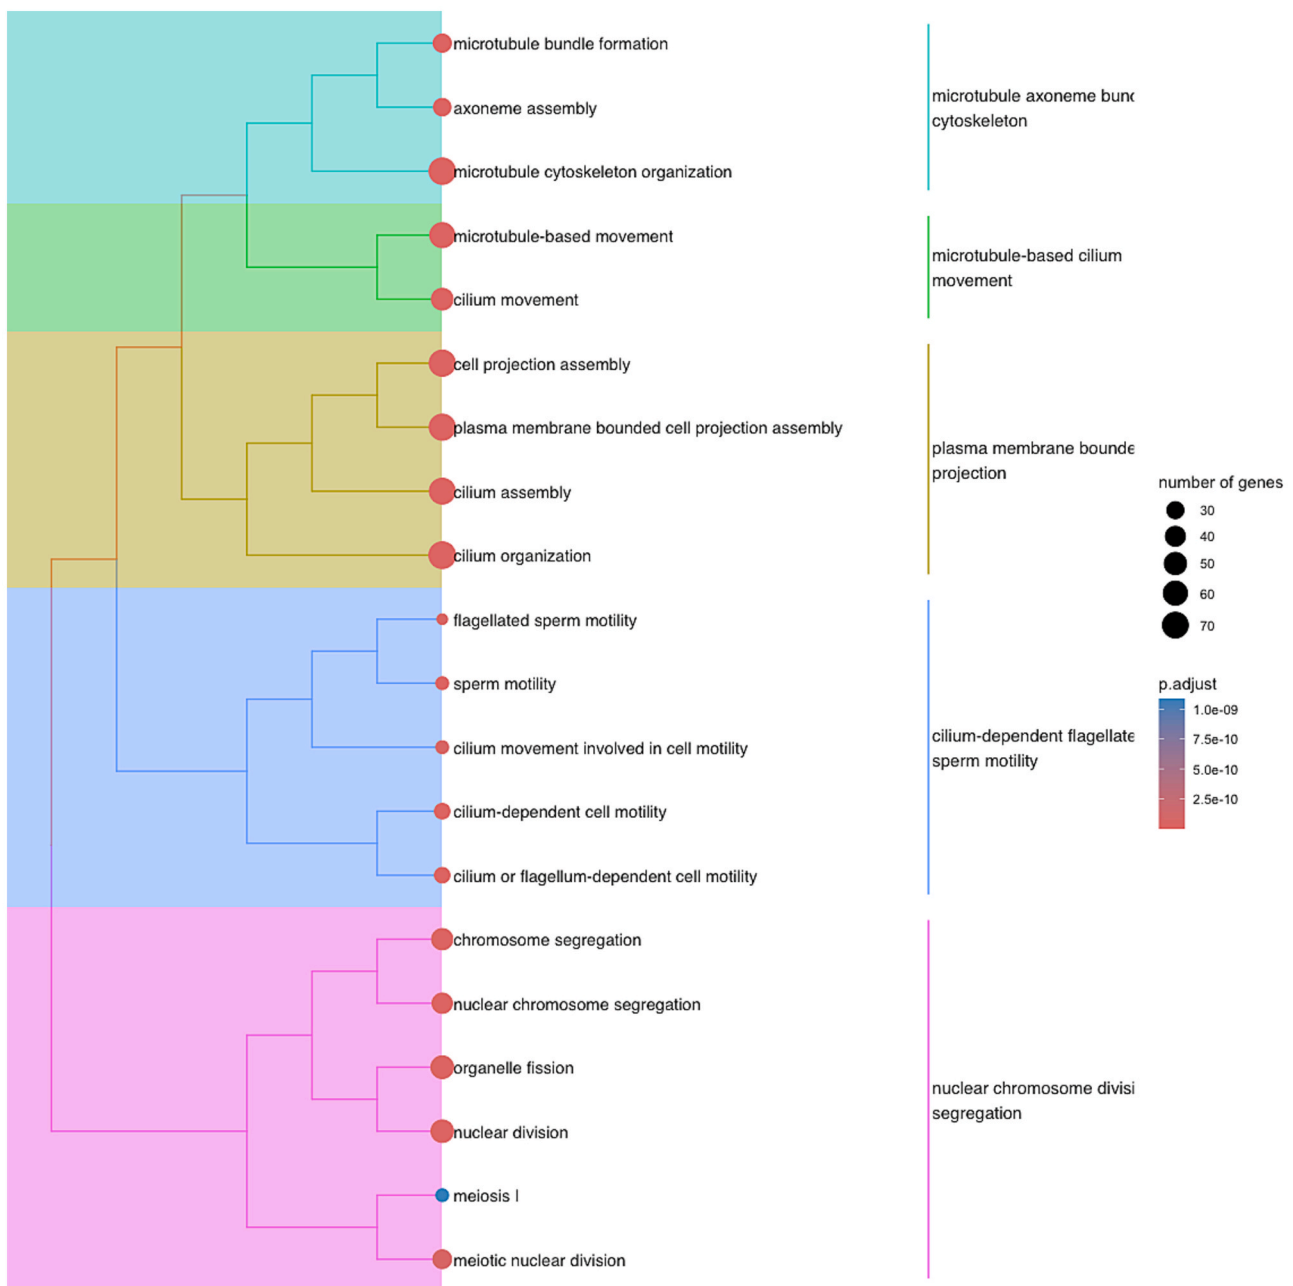 microtubule bundle formation
axoneme assembly
microtubule cytoskeleton organization
microtubule-based movement
cilium movement
cell projection assembly
plasma membrane bounded cell projection assembly
cilium assembly
cilium organization
flagellated sperm motility
sperm motility
cilium movement involved in cell motility
cilium-dependent cell motility
cilium or flagellum-dependent cell motility
chromosome segregation
nuclear chromosome segregation
organelle fission
nuclear division
meiosis I
meiotic nuclear division
microtubule axoneme bunc
cytoskeleton
microtubule-based cilium
movement
plasma membrane bounde
projection
cilium-dependent flagellate
sperm motility
nuclear chromosome divisi
segregation
number of genes
30
40
50
60
70
p.adjust
1.0e-09
7.5e-10
5.0e-10
2.5e-10